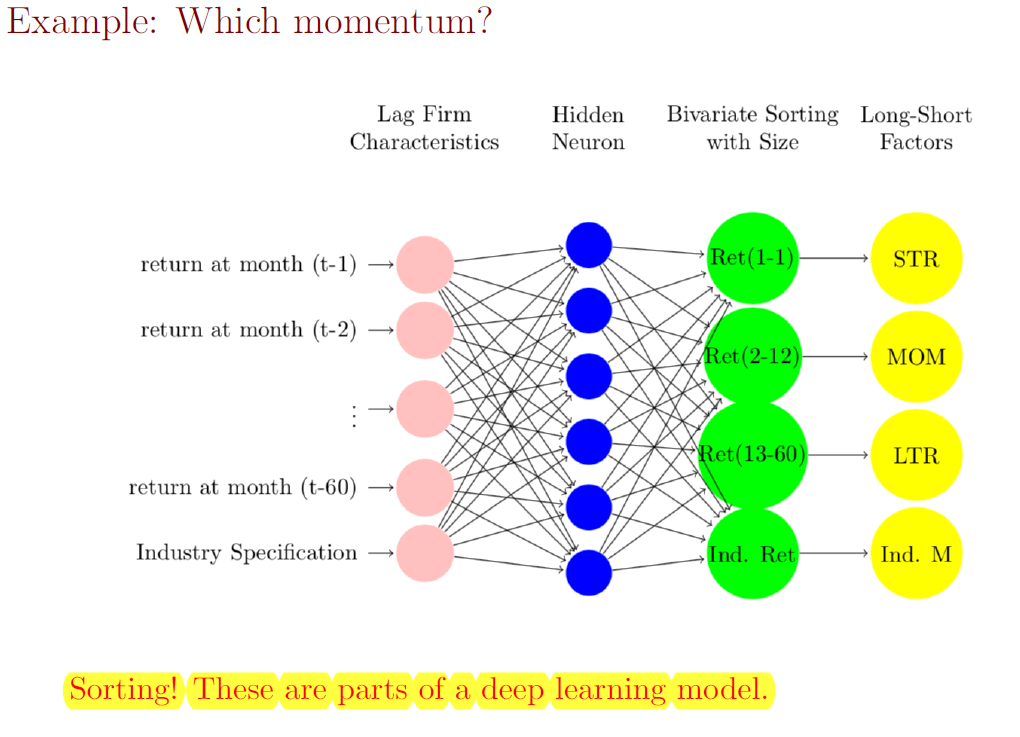 Example: Which momentum?
Lag Firm
Characteristics
Hidden
Neuron
Bivariate Sorting
with Size
Long-Short
Factors
return at month (t-1)
return at month (t-2)
⋮
return at month (t-60)
Industry Specification
Ret(1-1)
Ret(2-12)
Ret(13-60)
Ind. Ret
STR
MOM
LTR
Ind. M
Sorting! These are parts of a deep learning model.